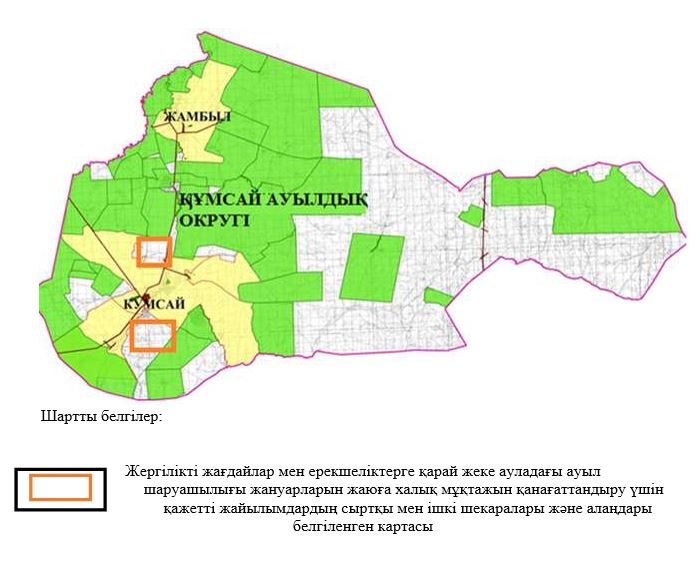 ЖАМБЫЛ
ҚҰМСАЙ АУЫЛДЫҚ
ОКРУГІ
КУМСАЙ
Шартты белгілер:
Жергілікті жағдайлар мен ерекшеліктерге қарай жеке ауладағы ауыл
шаруашылығы жануарларын жаюға халық мұқтажын қанағаттандыру үшін
қажетті жайылымдардың сыртқы мен ішкі шекаралары және алаңдары
белгіленген картасы